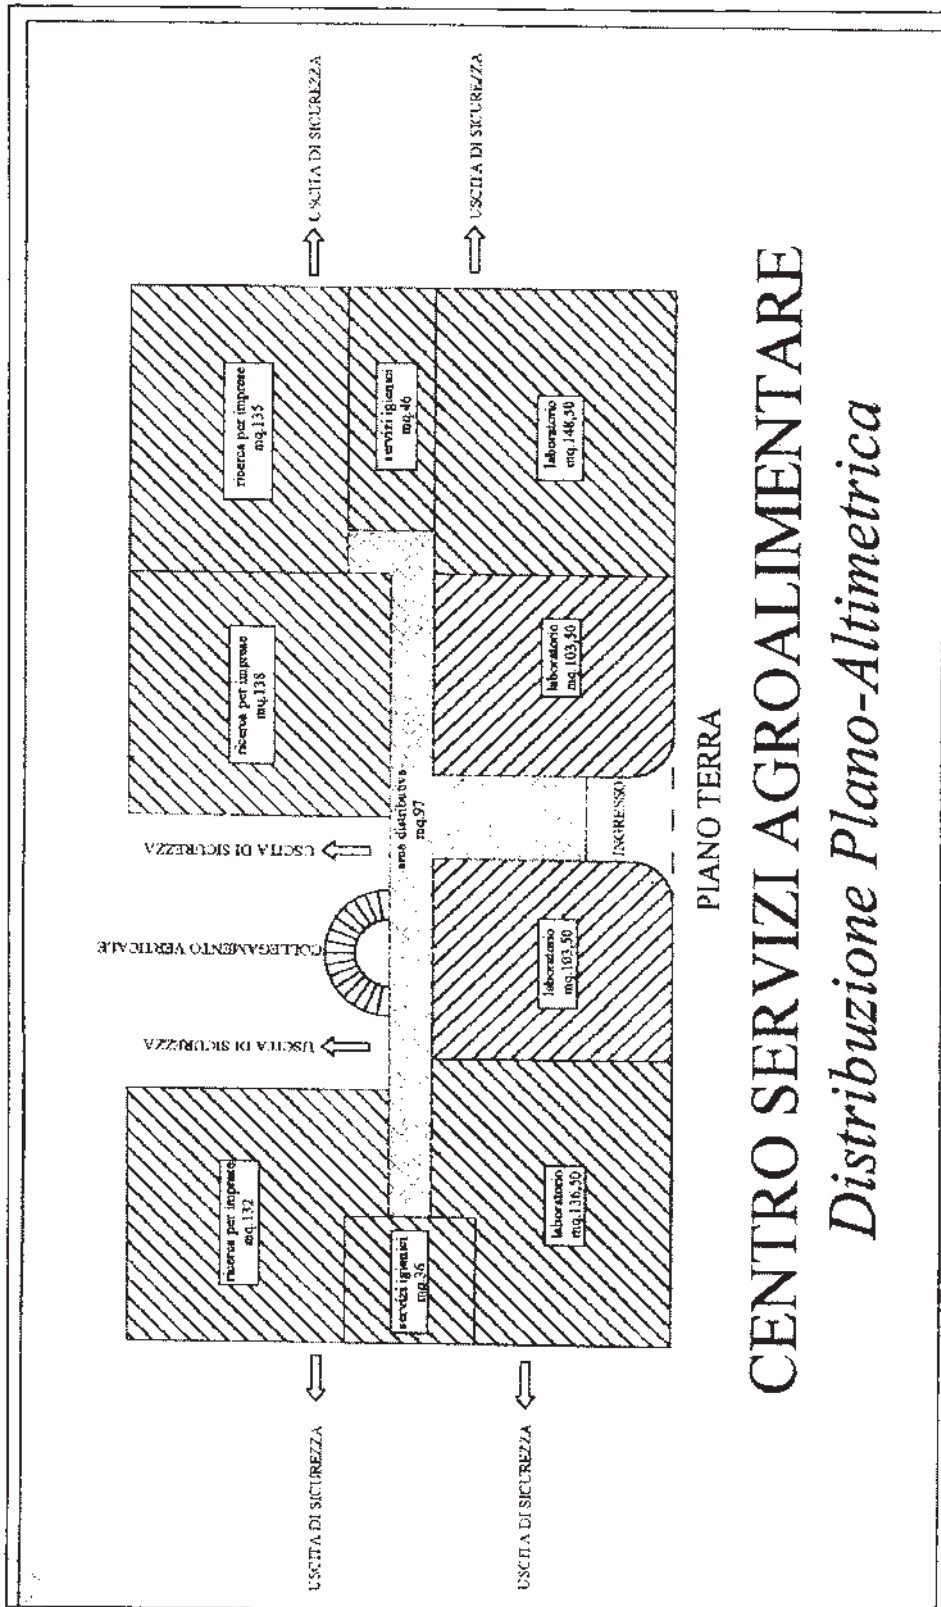 USCITA DI SICUREZZA
USCITA DI SICUREZZA
COLLEGAMENTO VERTICALE
USCITA DI SICUREZZA
USCITA DI SICUREZZA
USCITA DI SICUREZZA
USCITA DI SICUREZZA
ricerca per imprese
mq.132
ricerca per imprese
mq.138
ricerca per imprese
mq.135
servizi igienici
mq.36
area distributiva
mq.97
servizi igienici
mq.46
laboratorio
mq.136,50
laboratorio
mq.103,50
INGRESSO
laboratorio
mq.103,50
laboratorio
mq.148,50
PIANO TERRA
CENTRO SERVIZI AGROALIMENTARE
Distribuzione Plano-Altimetrica